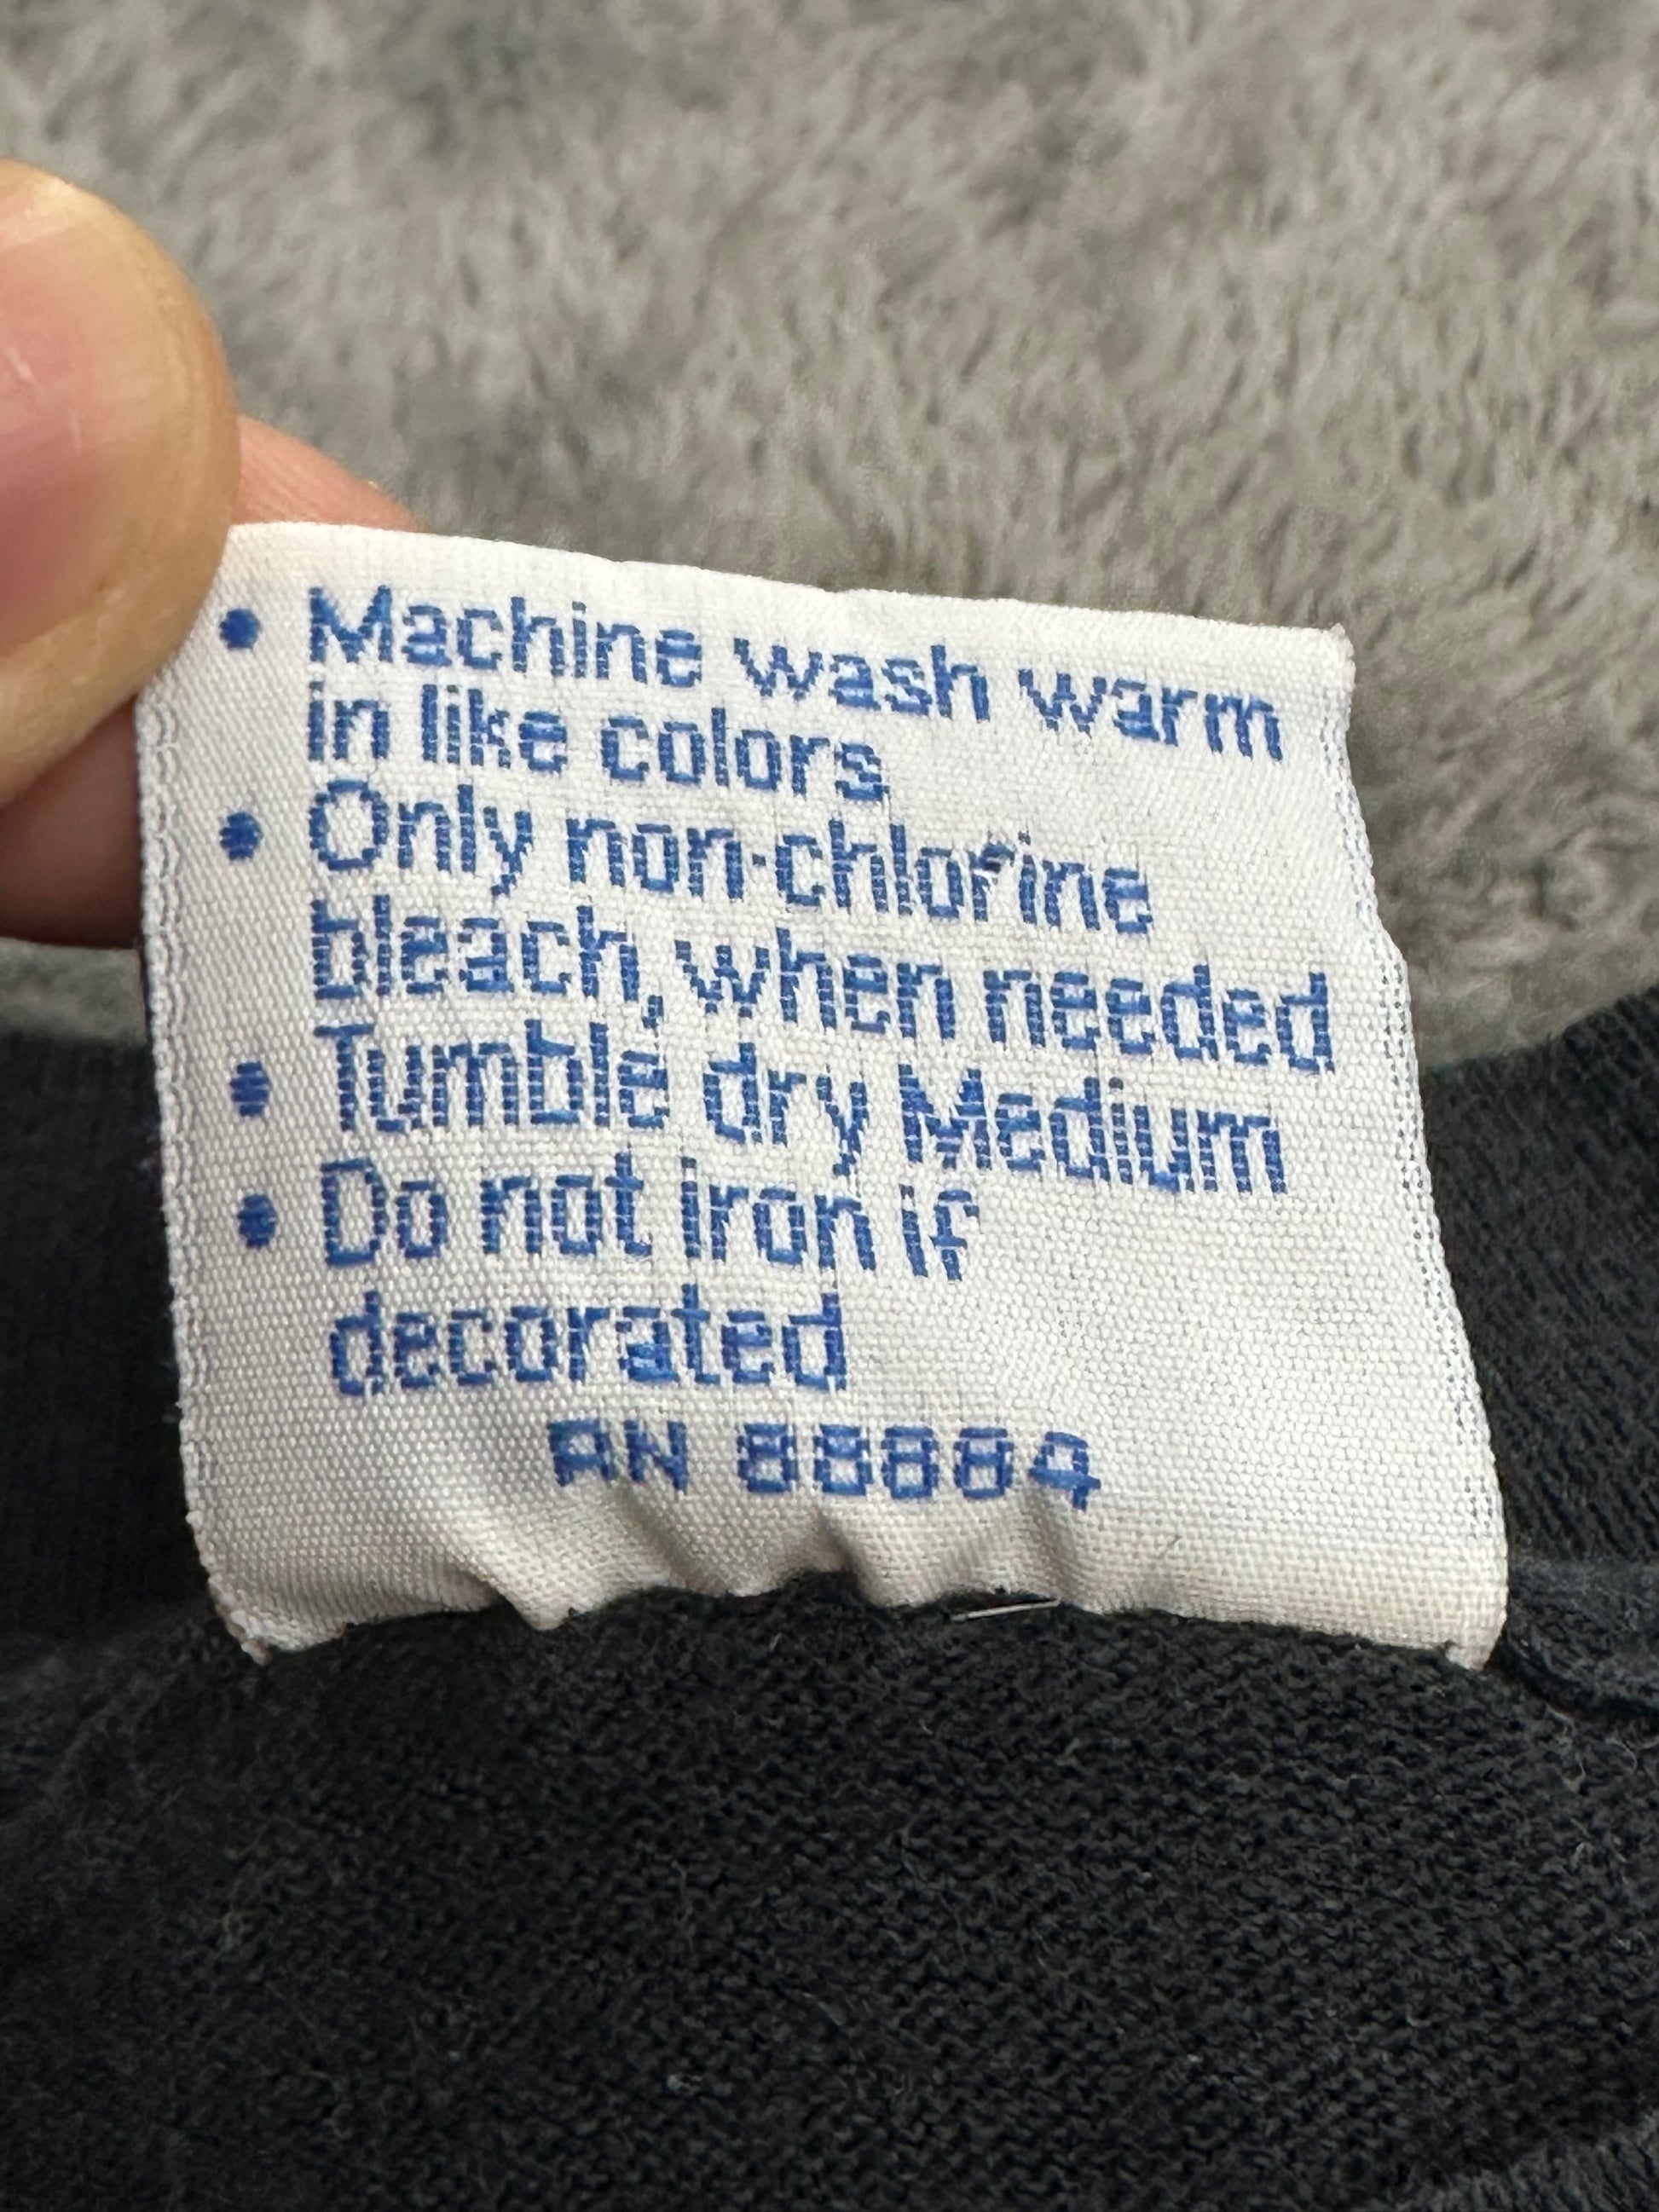 • Machine wash warm
in like colors
• Only non-chlorine
bleach, when needed
• Tumble dry Medium
• Do not iron if
decorated
RN 88884